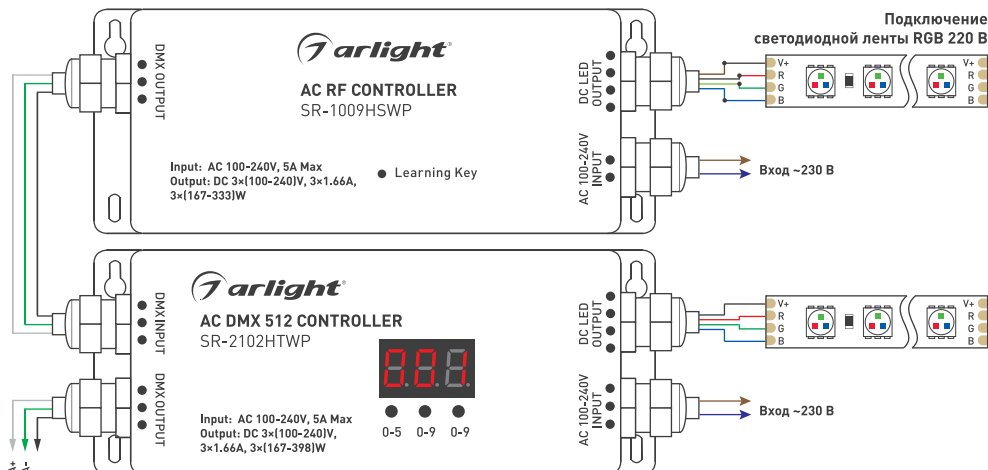 Подключение
светодиодной ленты RGB 220 В
DMX OUTPUT
arlight®
AC RF CONTROLLER
SR-1009HSWP
Input: AC 100-240V, 5A Max
Output: DC 3×(100-240)V, 3×1.66A,
3×(167-333)W
Learning Key
DC LED
OUTPUT
AC 100-240V
INPUT
V+
R
G
B
V+
R
G
B
Вход ~230 В
DMX INPUT
DMX OUTPUT
arlight®
AC DMX 512 CONTROLLER
SR-2102HTWP
001
0-5 0-9 0-9
Input: AC 100-240V, 5A Max
Output: DC 3×(100-240)V,
3×1.66A, 3×(167-398)W
DC LED
OUTPUT
AC 100-240V
INPUT
V+
R
G
B
V+
R
G
B
Вход ~230 В